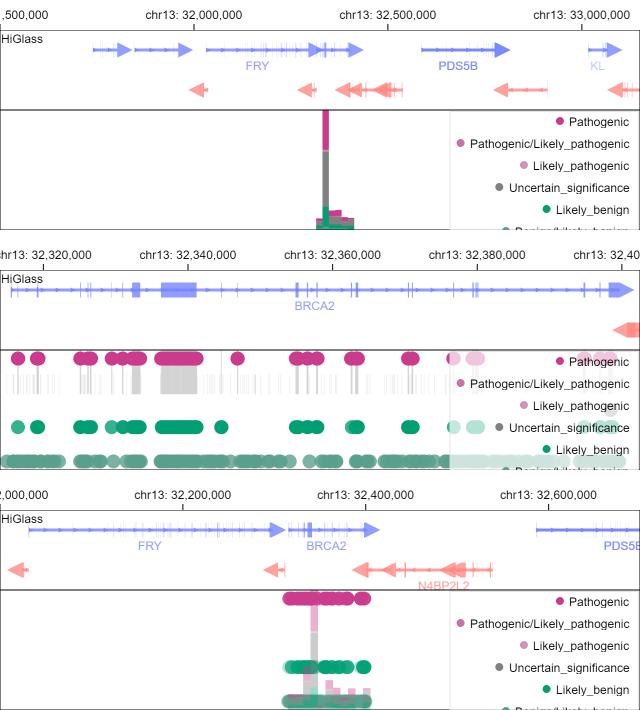 ,500,000 chr13: 32,000,000 chr13: 32,500,000 chr13: 33,000,000
HiGlass
FRY PDS5B KL
Pathogenic
Pathogenic/Likely_pathogenic
Likely_pathogenic
Uncertain_significance
Likely_benign
Benign/Likely_benign
chr13: 32,320,000 chr13: 32,340,000 chr13: 32,360,000 chr13: 32,380,000 chr13: 32,40
HiGlass
BRCA2
Pathogenic
Pathogenic/Likely_pathogenic
Likely_pathogenic
Uncertain_significance
Likely_benign
2,000,000 chr13: 32,200,000 chr13: 32,400,000 chr13: 32,600,000
HiGlass
FRY BRCA2 PDS5B
N4BP2L2
Pathogenic
Pathogenic/Likely_pathogenic
Likely_pathogenic
Uncertain_significance
Likely_benign